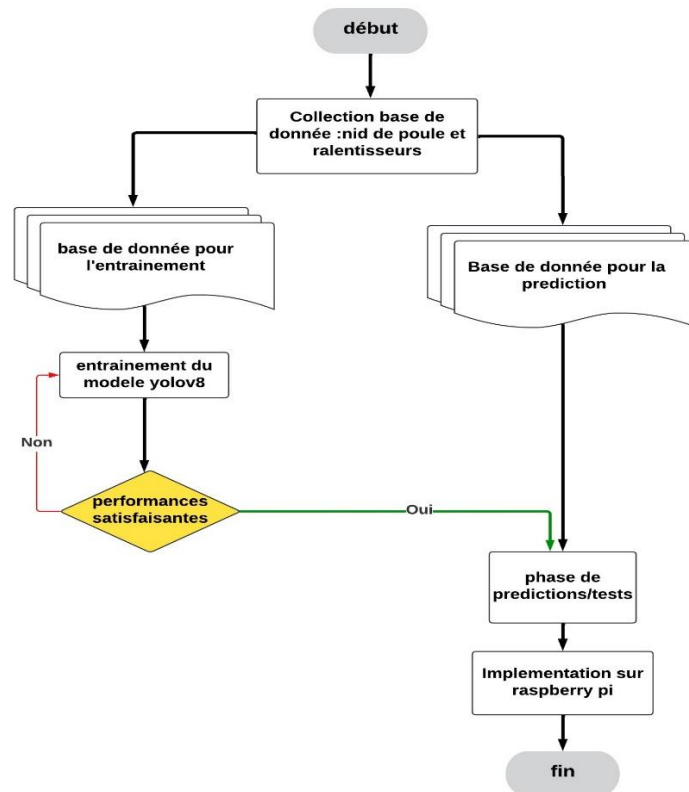 début
Collection base de
donnée :nid de poule et
ralentisseurs
base de donnée pour
l'entrainement
Base de donnée pour la
prediction
entrainement du
modele yolov8
Non
performances
satisfaisantes
Oui
phase de
predictions/tests
Implementation sur
raspberry pi
fin